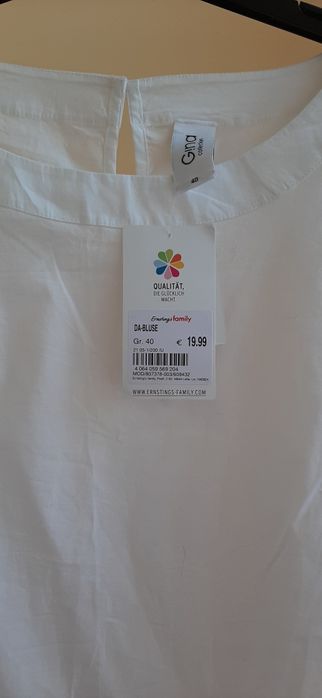 Gina
collection
40
QUALITÄT,
DIE GLÜCKLICH
MACHT.
Ernsting's family
DA-BLUSE
Gr. 40 € 19.99
4 064 059 569 204
WWW.ERNSTINGS-FAMILY.COM